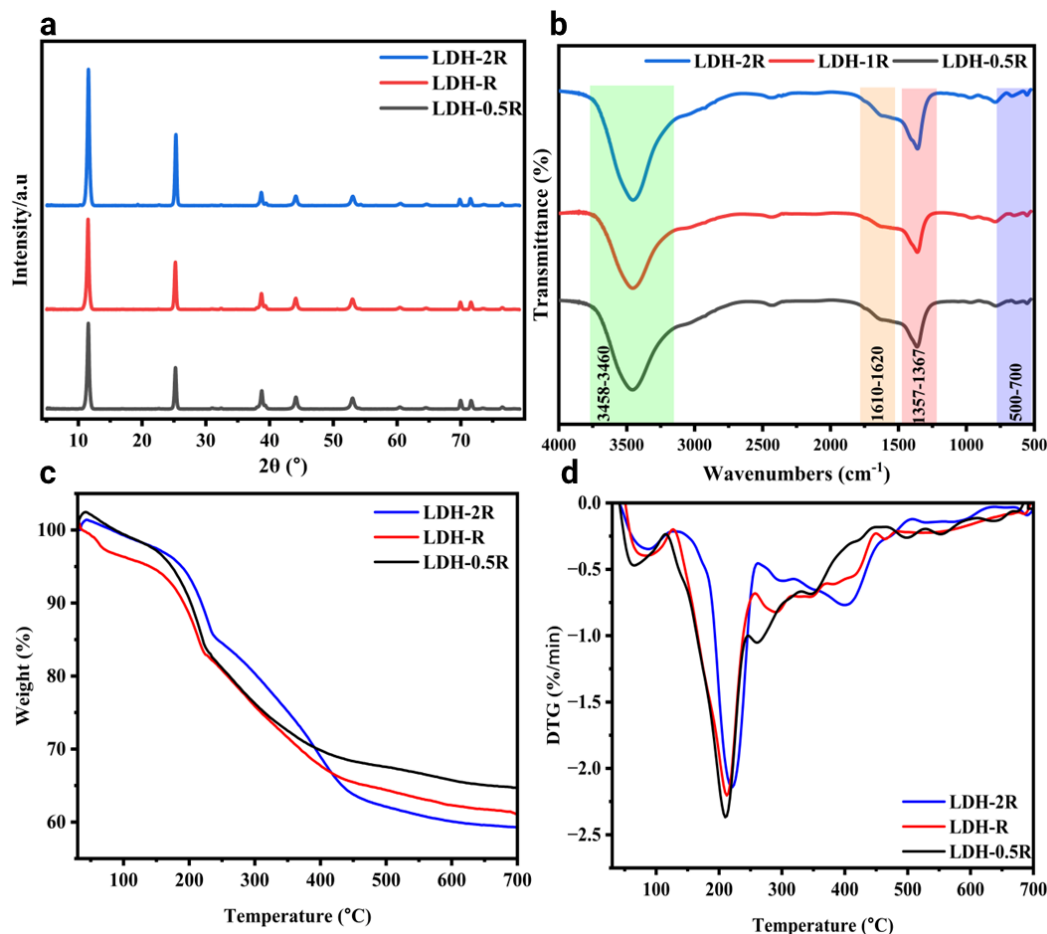 a
LDH-2R
LDH-R
LDH-0.5R
Intensity/a.u
10 20 30 40 50 60 70
2θ (°)
b
LDH-2R LDH-1R LDH-0.5R
Transmittance (%)
3458-3460
1610-1620
1357-1367
500-700
4000 3500 3000 2500 2000 1500 1000 500
Wavenumbers (cm⁻¹)
c
LDH-2R
LDH-R
LDH-0.5R
Weight (%)
100
90
80
70
60
100 200 300 400 500 600 700
Temperature (°C)
d
0.0
−0.5
−1.0
−1.5
−2.0
−2.5
DTG (%/min)
LDH-2R
LDH-R
LDH-0.5R
100 200 300 400 500 600 700
Temperature (°C)